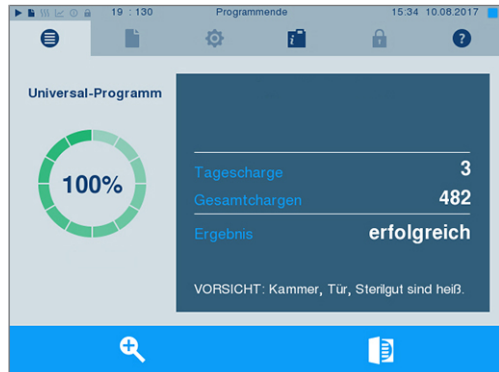 19 : 130 Programmende 15:34 10.08.2017
i ?
Universal-Programm
100%
Tagescharge 3
Gesamtchargen 482
Ergebnis erfolgreich
VORSICHT: Kammer, Tür, Sterilgut sind heiß.